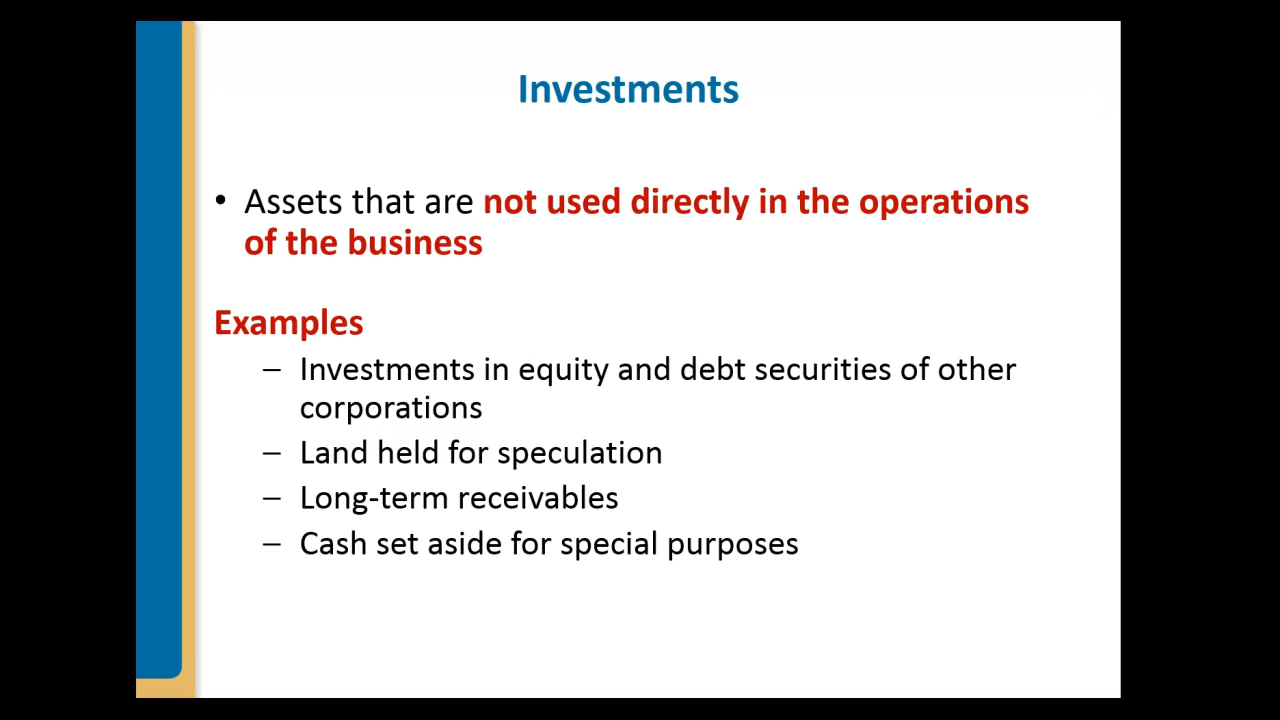 Investments
• Assets that are not used directly in the operations
of the business
Examples
– Investments in equity and debt securities of other
corporations
– Land held for speculation
– Long-term receivables
– Cash set aside for special purposes